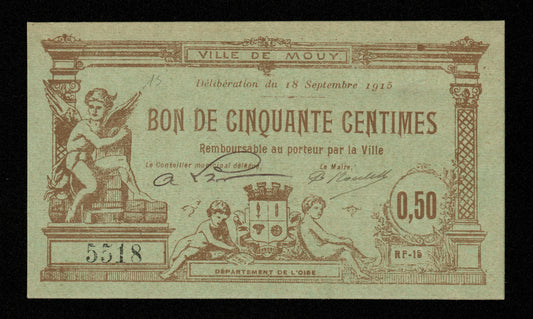 VILLE DE MOUY
15
Délibération du 18 Septembre 1915
BON DE CINQUANTE CENTIMES
Remboursable au porteur par la Ville
Le Conseiller municipal délégué, Le Maire,
0,50
5518
RF-15
DÉPARTEMENT DE L'OISE